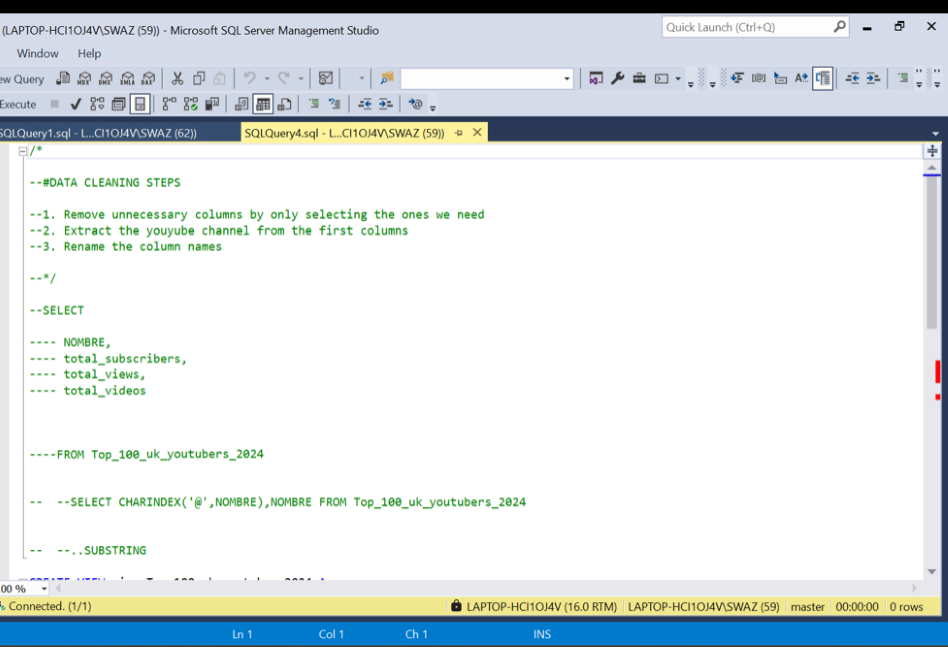 (LAPTOP-HCI1OJ4V\SWAZ (59)) - Microsoft SQL Server Management Studio
Quick Launch (Ctrl+Q)
Window Help
ew Query
MDX DMX XMLA DAX
Execute
SQLQuery1.sql - L...CI1OJ4V\SWAZ (62))
SQLQuery4.sql - L...CI1OJ4V\SWAZ (59))
/*
--#DATA CLEANING STEPS
--1. Remove unnecessary columns by only selecting the ones we need
--2. Extract the youyube channel from the first columns
--3. Rename the column names
--*/
--SELECT
---- NOMBRE,
---- total_subscribers,
---- total_views,
---- total_videos
----FROM Top_100_uk_youtubers_2024
-- --SELECT CHARINDEX('@',NOMBRE),NOMBRE FROM Top_100_uk_youtubers_2024
-- --..SUBSTRING
00 %
Connected. (1/1)
LAPTOP-HCI1OJ4V (16.0 RTM) LAPTOP-HCI1OJ4V\SWAZ (59) master 00:00:00 0 rows
Ln 1 Col 1 Ch 1 INS